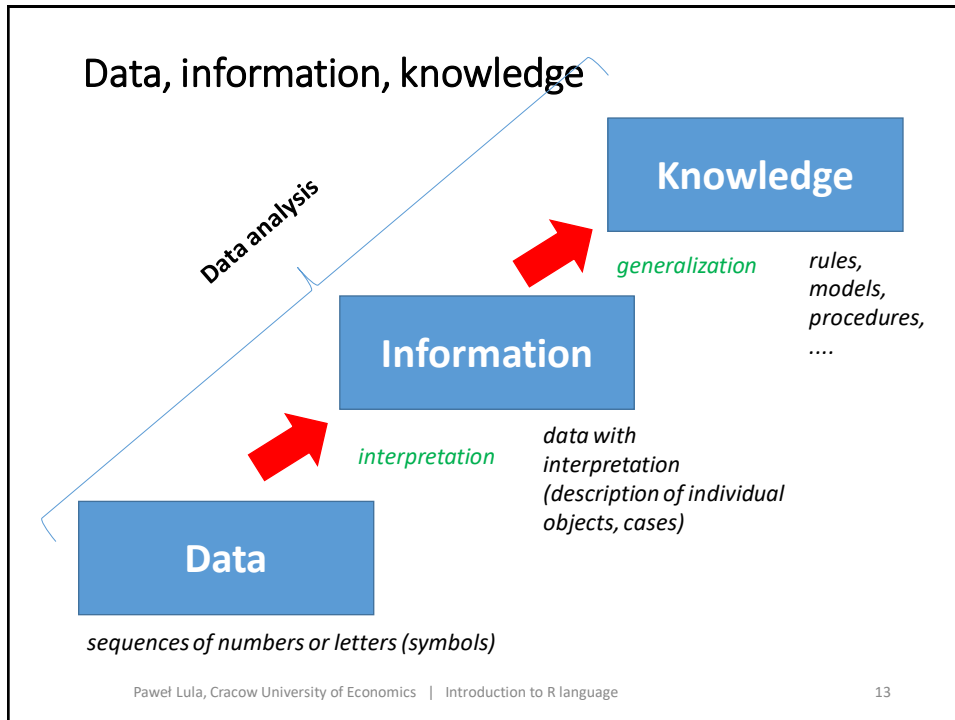 Data, information, knowledge
Data analysis
Knowledge
generalization
rules,
models,
procedures,
....
Information
interpretation
data with
interpretation
(description of individual
objects, cases)
Data
sequences of numbers or letters (symbols)
Paweł Lula, Cracow University of Economics | Introduction to R language
13